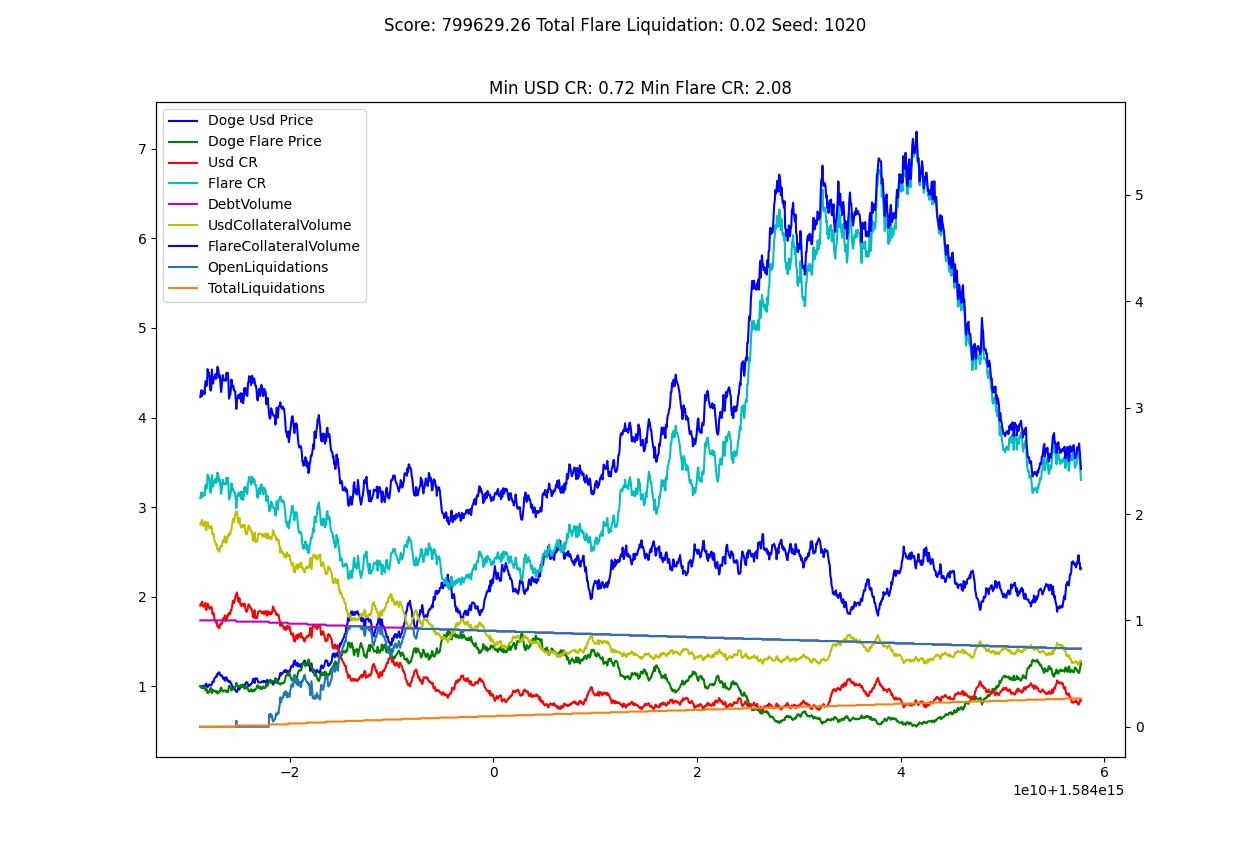 Score: 799629.26 Total Flare Liquidation: 0.02 Seed: 1020
Min USD CR: 0.72 Min Flare CR: 2.08
Doge Usd Price
Doge Flare Price
Usd CR
Flare CR
DebtVolume
UsdCollateralVolume
FlareCollateralVolume
OpenLiquidations
TotalLiquidations
7
6
5
4
3
2
1
5
4
3
2
1
0
−2
0
2
4
6
1e10+1.584e15